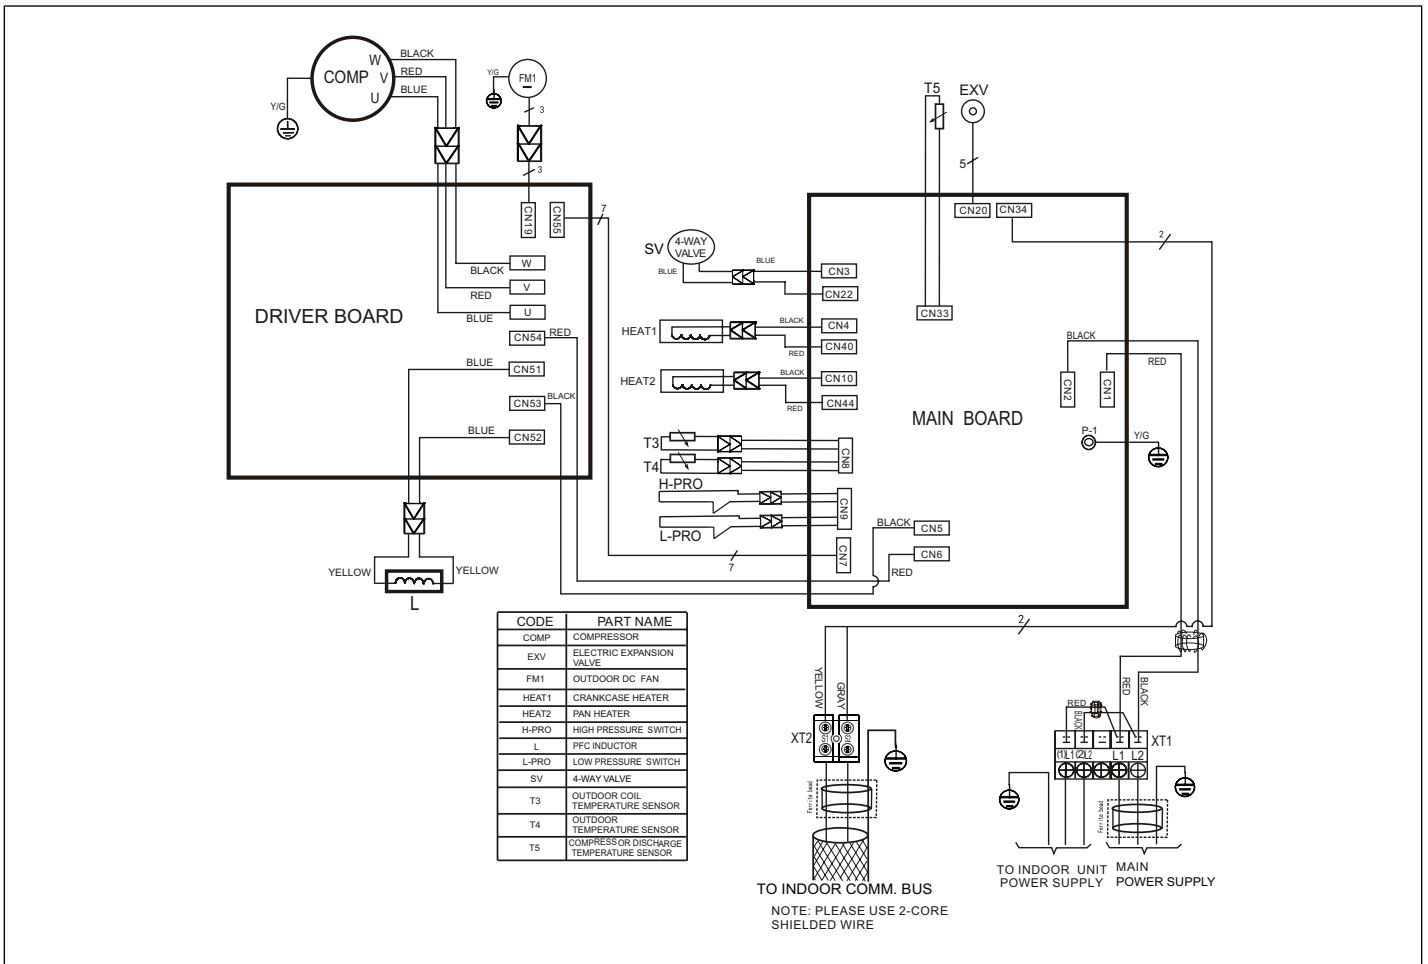 COMP
W
V
U
BLACK
RED
BLUE
Y/G
Y/G
FM1
3
3
CN19
CN55
7
W
BLACK
V
RED
U
BLUE
DRIVER BOARD
CN54
RED
BLUE
CN51
CN53
BLACK
BLUE
CN52
YELLOW
YELLOW
L
T5
EXV
5
CN20
CN34
2
SV
4-WAY
VALVE
BLUE
BLUE
CN3
CN22
CN33
HEAT1
BLACK
CN4
RED
CN40
HEAT2
BLACK
CN10
RED
CN44
BLACK
RED
CN2
CN1
MAIN BOARD
P-1
Y/G
T3
T4
CN8
H-PRO
CN9
L-PRO
BLACK
CN5
CN7
7
CN6
RED
2
CODE PART NAME
COMP COMPRESSOR
EXV ELECTRIC EXPANSION
VALVE
FM1 OUTDOOR DC FAN
HEAT1 CRANKCASE HEATER
HEAT2 PAN HEATER
H-PRO HIGH PRESSURE SWITCH
L PFC INDUCTOR
L-PRO LOW PRESSURE SWITCH
SV 4-WAY VALVE
T3 OUTDOOR COIL
TEMPERATURE SENSOR
T4 OUTDOOR
TEMPERATURE SENSOR
T5 COMPRESSOR DISCHARGE
TEMPERATURE SENSOR
YELLOW
GRAY
XT2
S1
S2
Ferrite bead
TO INDOOR COMM. BUS
NOTE: PLEASE USE 2-CORE
SHIELDED WIRE
RED
BLACK
RED
BLACK
XT1
(1)L1 (2)L2 L1 L2
Ferrite bead
TO INDOOR UNIT
POWER SUPPLY
MAIN
POWER SUPPLY